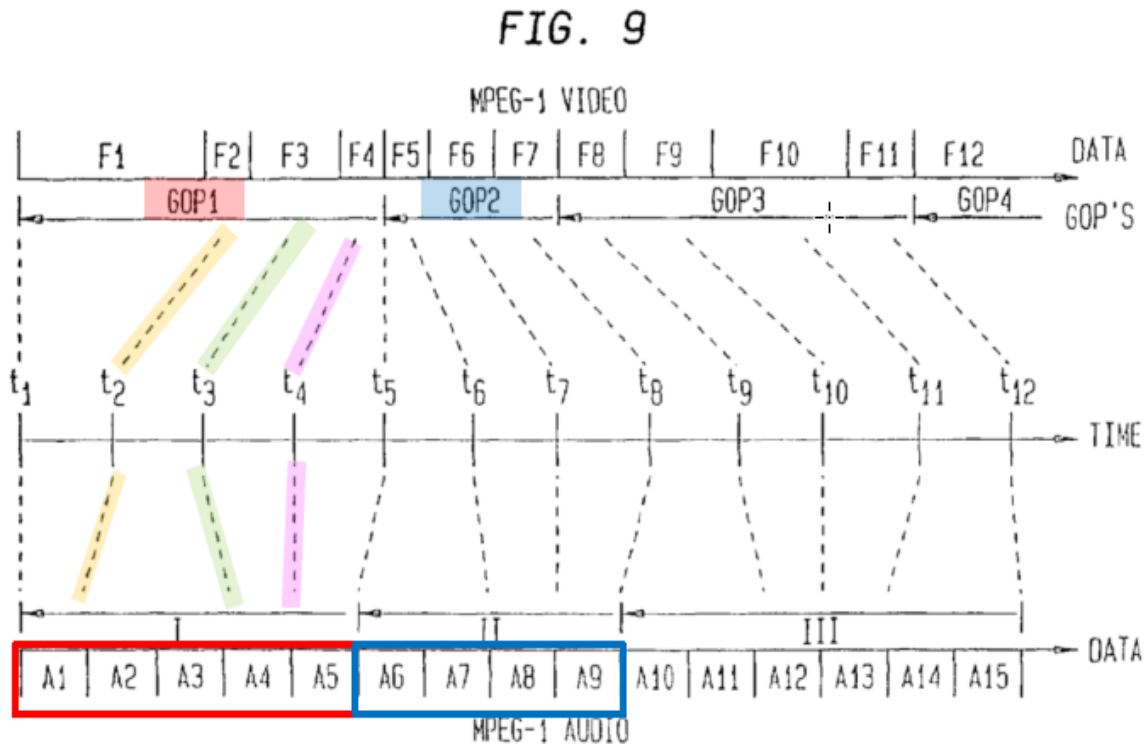 FIG. 9
MPEG-1 VIDEO
F1 F2 F3 F4 F5 F6 F7 F8 F9 F10 F11 F12 DATA
GOP1 GOP2 GOP3 GOP4 GOP'S
t1 t2 t3 t4 t5 t6 t7 t8 t9 t10 t11 t12
TIME
I II III
A1 A2 A3 A4 A5 A6 A7 A8 A9 A10 A11 A12 A13 A14 A15 DATA
MPEG-1 AUDIO